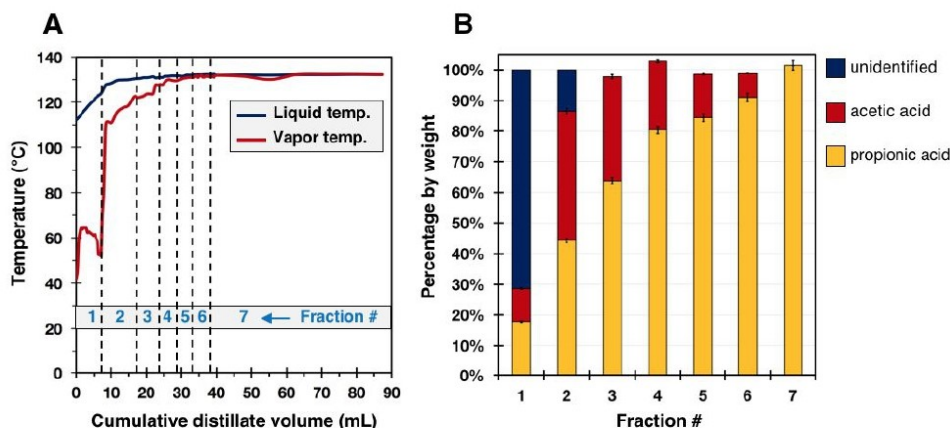 A
Temperature (°C)
140
120
100
80
60
40
20
0
Liquid temp.
Vapor temp.
1 2 3 4 5 6 7 ← Fraction #
0 10 20 30 40 50 60 70 80 90
Cumulative distillate volume (mL)
B
Percentage by weight
100%
90%
80%
70%
60%
50%
40%
30%
20%
10%
0%
1 2 3 4 5 6 7
Fraction #
unidentified
acetic acid
propionic acid